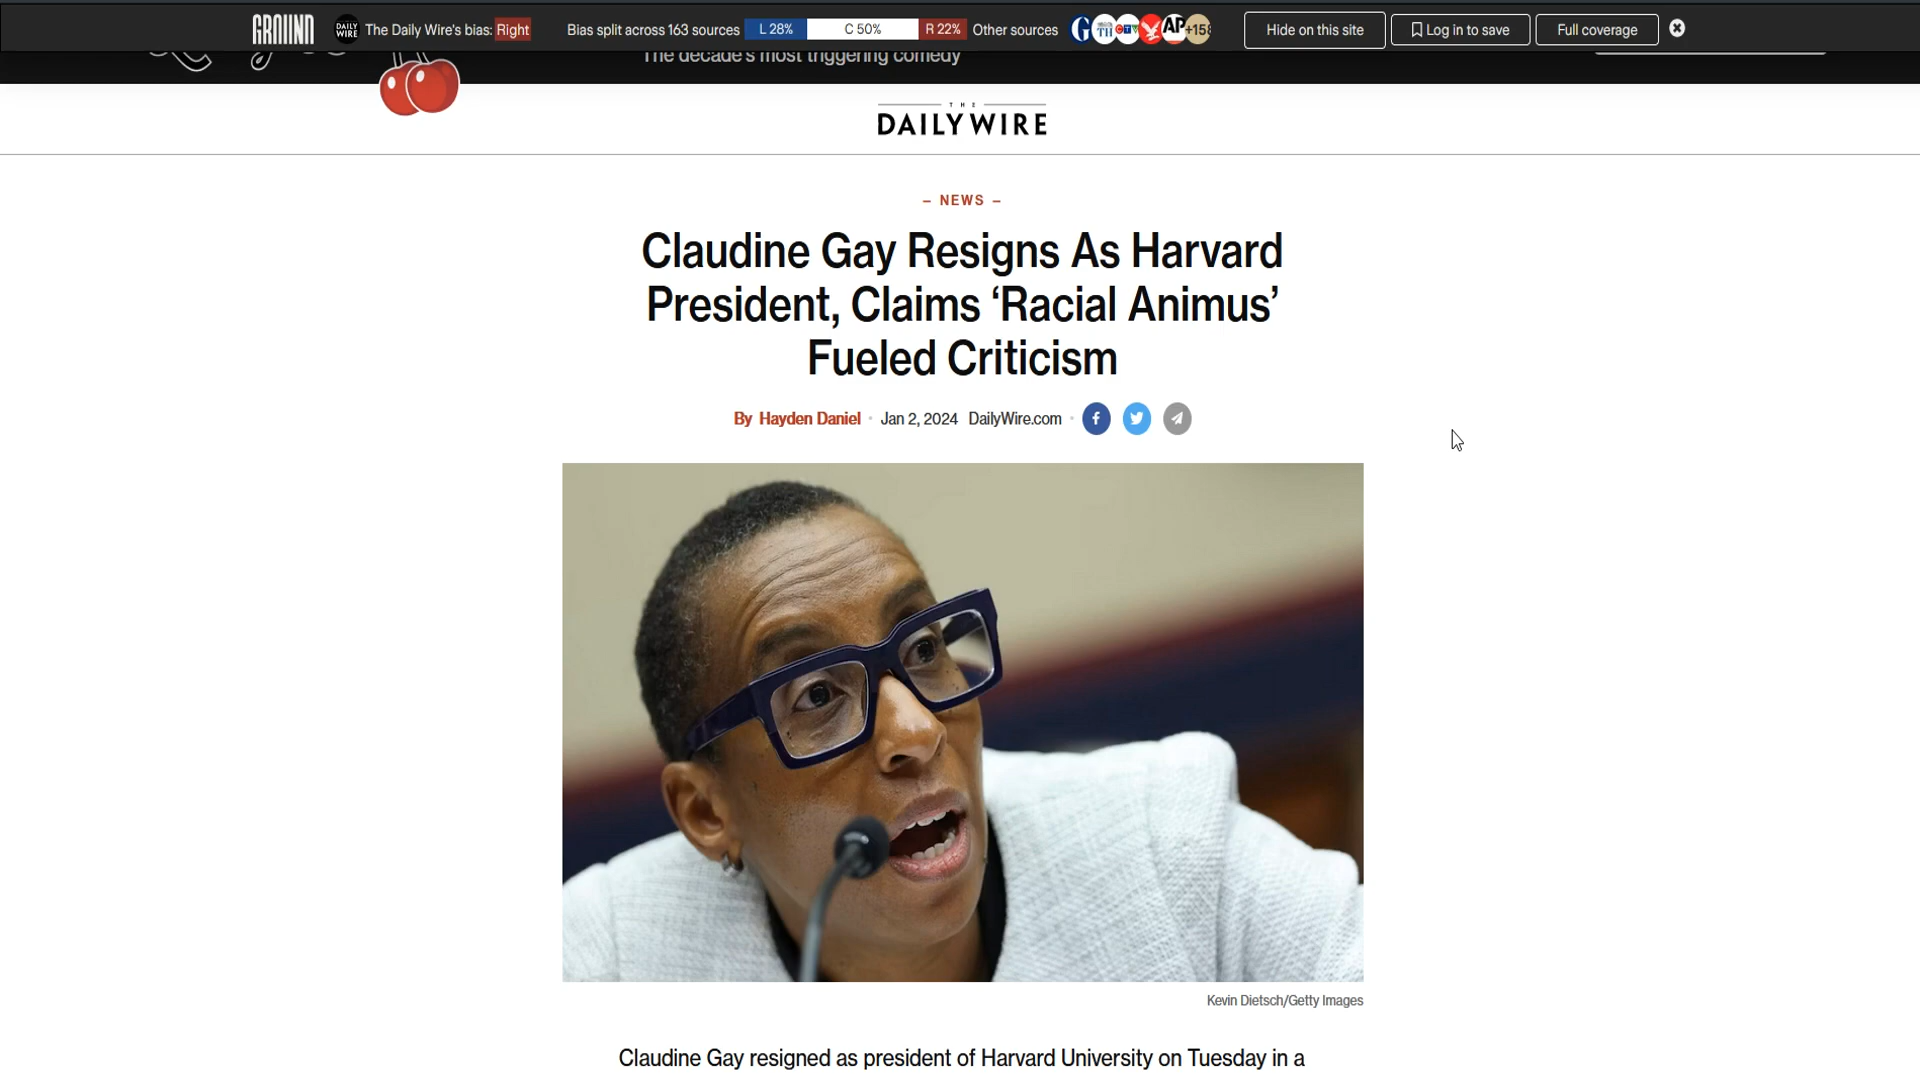 GROUND
DAILY WIRE
The Daily Wire's bias: Right
Bias split across 163 sources
L 28%
C 50%
R 22%
Other sources
G
TH
CTV
AP
+158
Hide on this site
Log in to save
Full coverage
The decade's most triggering comedy
THE
DAILY WIRE
– NEWS –
Claudine Gay Resigns As Harvard
President, Claims ‘Racial Animus’
Fueled Criticism
By Hayden Daniel • Jan 2, 2024 DailyWire.com •
Kevin Dietsch/Getty Images
Claudine Gay resigned as president of Harvard University on Tuesday in a